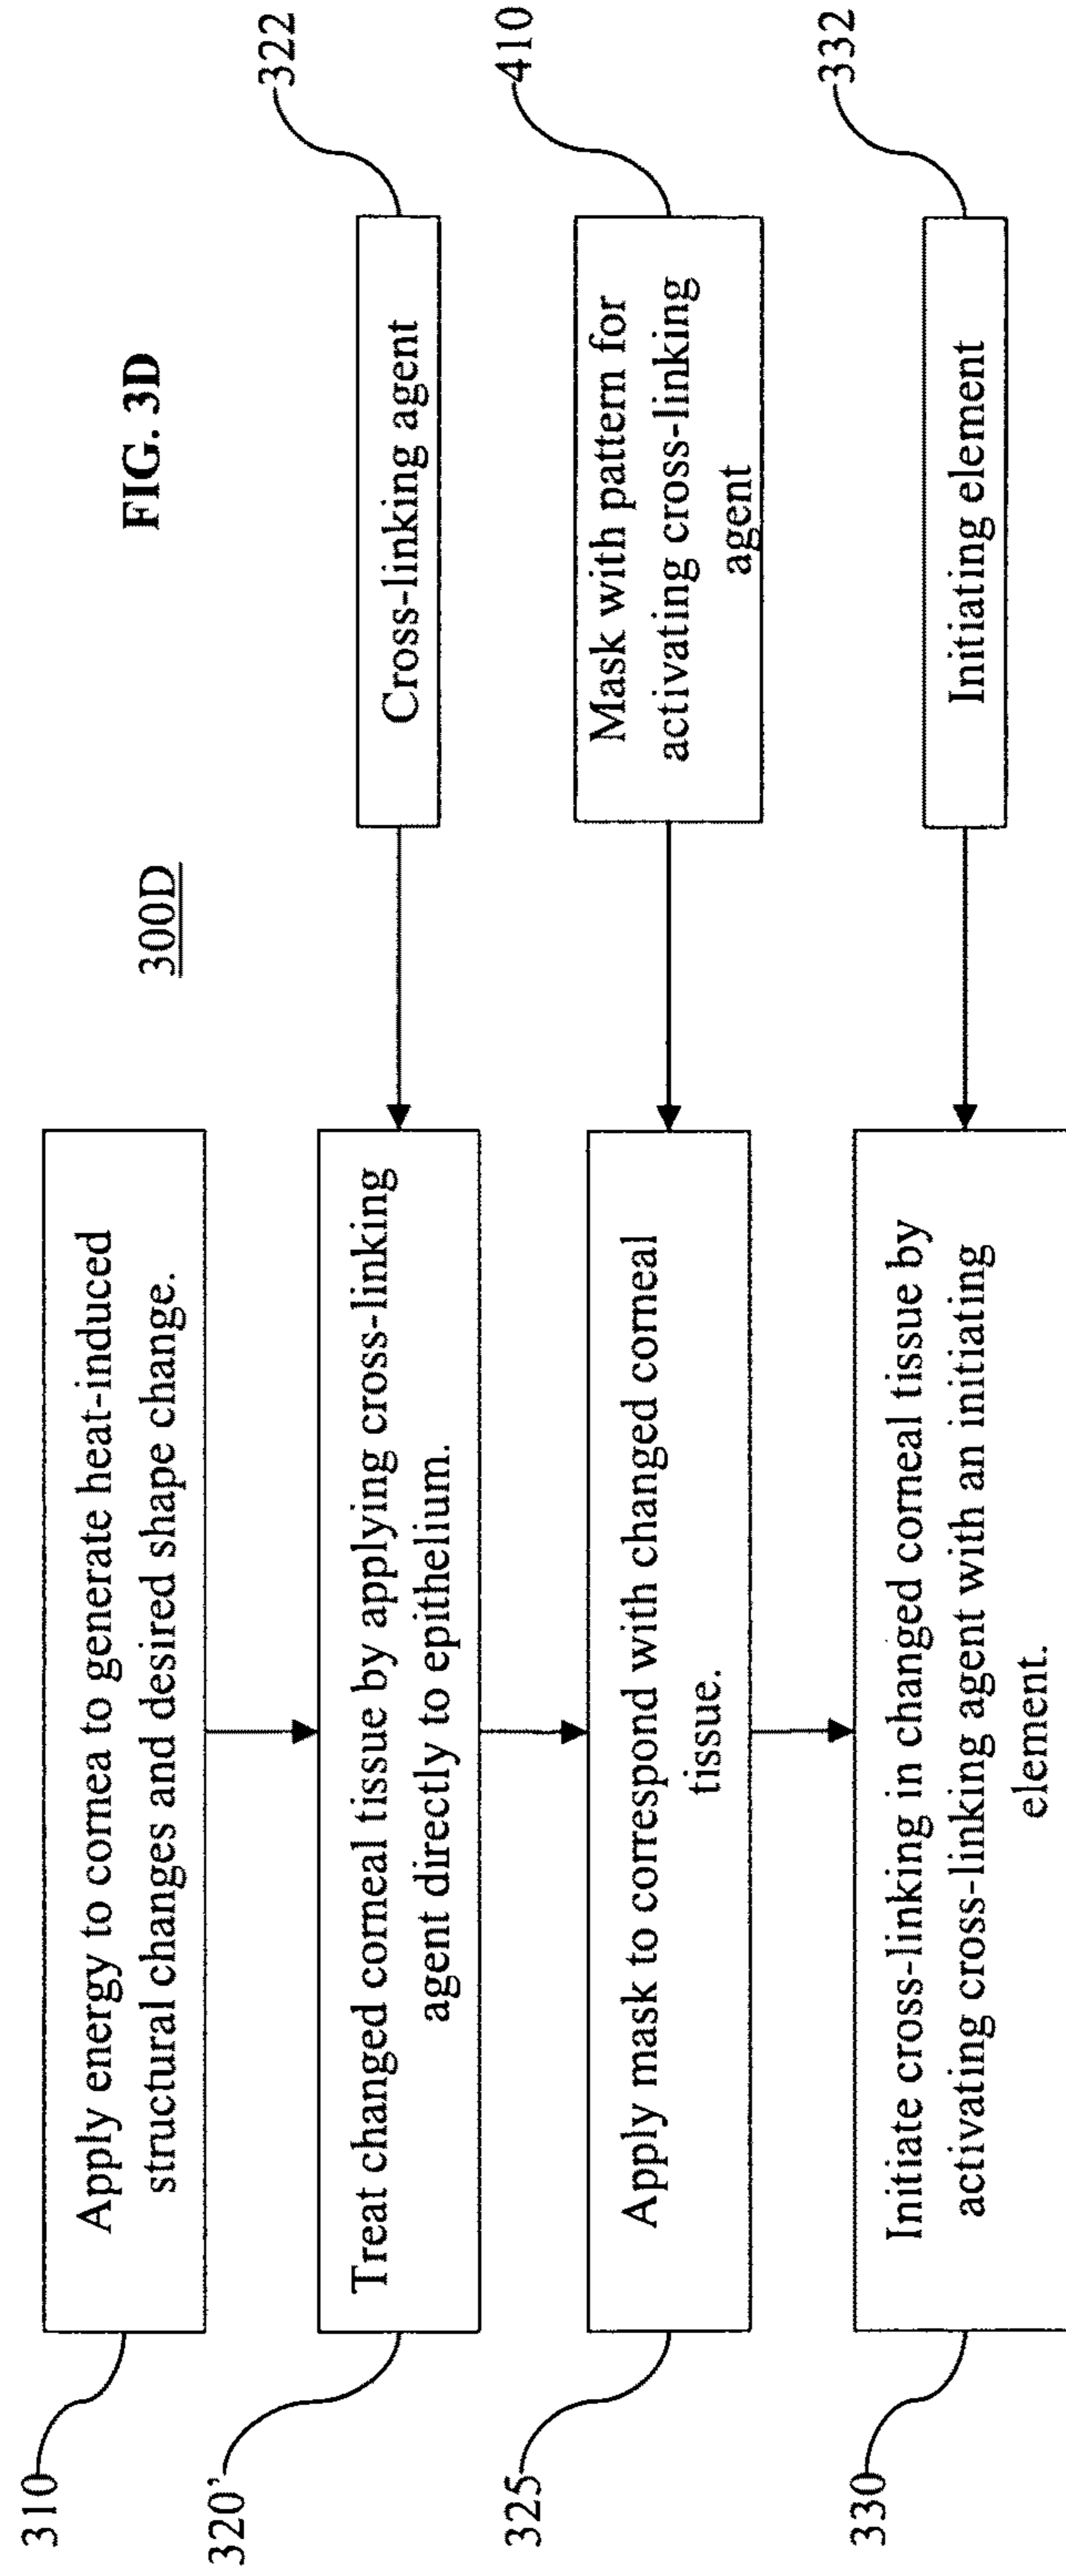 FIG. 3D
300D
310
Apply energy to cornea to generate heat-induced
structural changes and desired shape change.
320’
Treat changed corneal tissue by applying cross-linking
agent directly to epithelium.
Cross-linking agent
322
325
Apply mask to correspond with changed corneal
tissue.
Mask with pattern for
activating cross-linking
agent
410
330
Initiate cross-linking in changed corneal tissue by
activating cross-linking agent with an initiating
element.
Initiating element
332